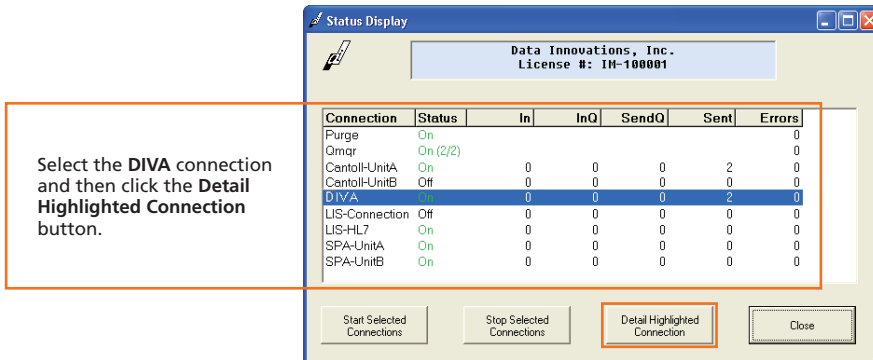 Status Display
Data Innovations, Inc.
License #: IM-100001
Select the DIVA connection
and then click the Detail
Highlighted Connection
button.
Connection Status In InQ SendQ Sent Errors
Purge On 0
Qmgr On (2/2) 0
Cantoll-UnitA On 0 0 0 2 0
Cantoll-UnitB Off 0 0 0 0 0
DIVA On 0 0 0 2 0
LIS-Connection Off 0 0 0 0 0
LIS-HL7 On 0 0 0 0 0
SPA-UnitA On 0 0 0 0 0
SPA-UnitB On 0 0 0 0 0
Start Selected
Connections
Stop Selected
Connections
Detail Highlighted
Connection
Close